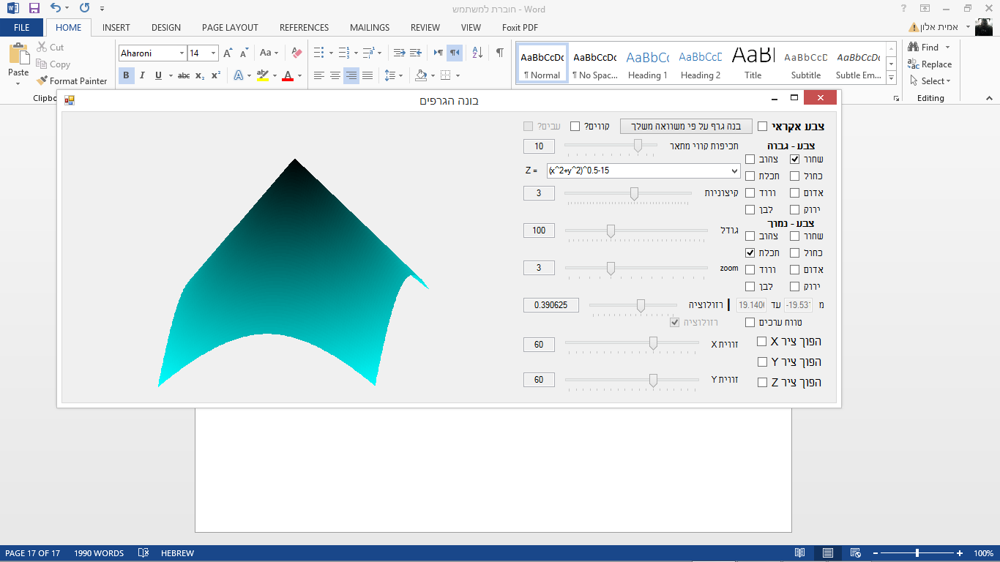 חוברת למשתמש - Word
FILE HOME INSERT DESIGN PAGE LAYOUT REFERENCES MAILINGS REVIEW VIEW Foxit PDF אמית אלון
Paste
Cut
Copy
Format Painter
Aharoni 14
AaBbCcDc AaBbCcDc AaBbCc AaBbCcD AaBl AaBbCcD AaBbCcDc
¶ Normal ¶ No Spac... Heading 1 Heading 2 Title Subtitle Subtle Em...
Find
Replace
Select
Clipbo
Editing
בונה הגרפים
צבע אקראי
בנה גרף על פי משוואה משלך
קווים?
עבים?
תכיפות קווי מתאר 10
Z = (x^2+y^2)^0.5-15
קיצוניות 3
גודל 100
zoom 3
צבע - גבוה
שחור צהוב
כחול תכלת
אדום ורוד
ירוק לבן
צבע - נמוך
שחור צהוב
כחול תכלת
אדום ורוד
ירוק לבן
מ -19.531 עד 19.1406 | רזולוציה 0.390625
טווח ערכים רזולוציה
הפוך ציר X
הפוך ציר Y
הפוך ציר Z
זווית X 60
זווית Y 60
PAGE 17 OF 17 1990 WORDS HEBREW 100%